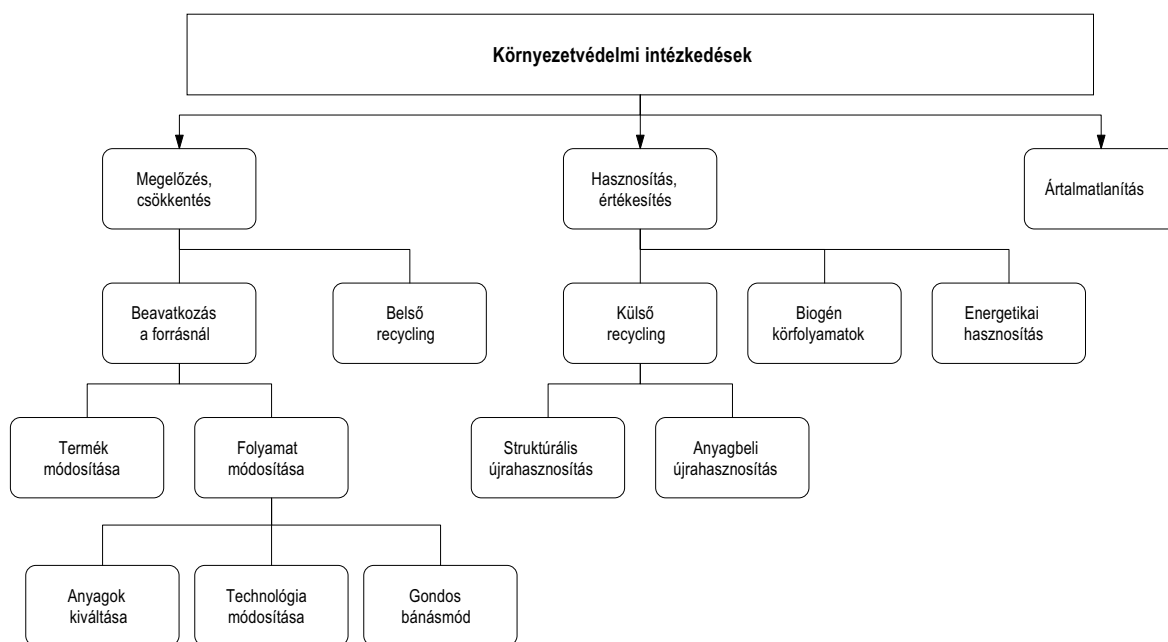 Környezetvédelmi intézkedések
Megelőzés,
csökkentés
Hasznosítás,
értékesítés
Ártalmatlanítás
Beavatkozás
a forrásnál
Belső
recycling
Külső
recycling
Biogén
körfolyamatok
Energetikai
hasznosítás
Termék
módosítása
Folyamat
módosítása
Struktúrális
újrahasznosítás
Anyagbeli
újrahasznosítás
Anyagok
kiváltása
Technológia
módosítása
Gondos
bánásmód